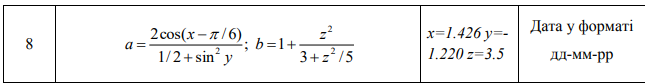 8
a = 2cos(x − π/6) / (1/2 + sin² y); b = 1 + z² / (3 + z²/5)
x=1.426 y=-
1.220 z=3.5
Дата у форматі
дд-мм-рр